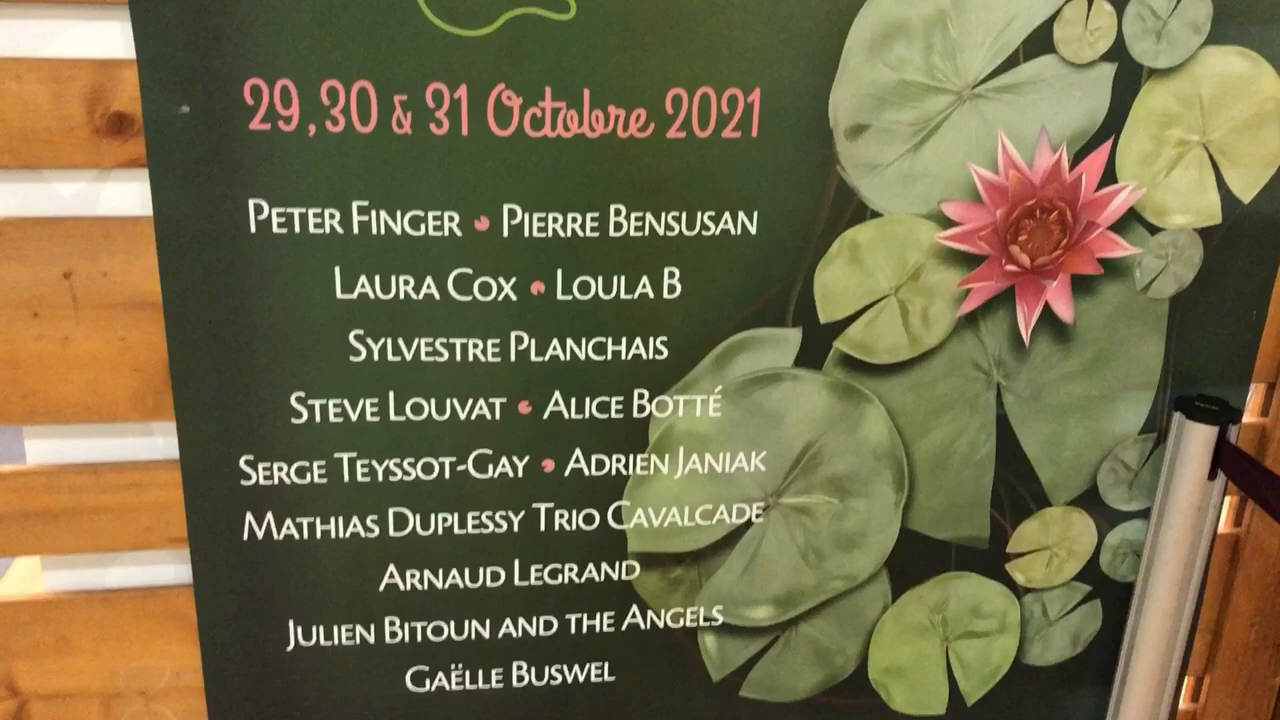 29, 30 & 31 Octobre 2021
PETER FINGER • PIERRE BENSUSAN
LAURA COX • LOULA B
SYLVESTRE PLANCHAIS
STEVE LOUVAT • ALICE BOTTÉ
SERGE TEYSSOT-GAY • ADRIEN JANIAK
MATHIAS DUPLESSY TRIO CAVALCADE
ARNAUD LEGRAND
JULIEN BITOUN AND THE ANGELS
GAËLLE BUSWEL